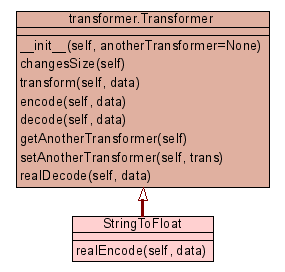 transformer.Transformer
__init__(self, anotherTransformer=None)
changesSize(self)
transform(self, data)
encode(self, data)
decode(self, data)
getAnotherTransformer(self)
setAnotherTransformer(self, trans)
realDecode(self, data)
StringToFloat
realEncode(self, data)